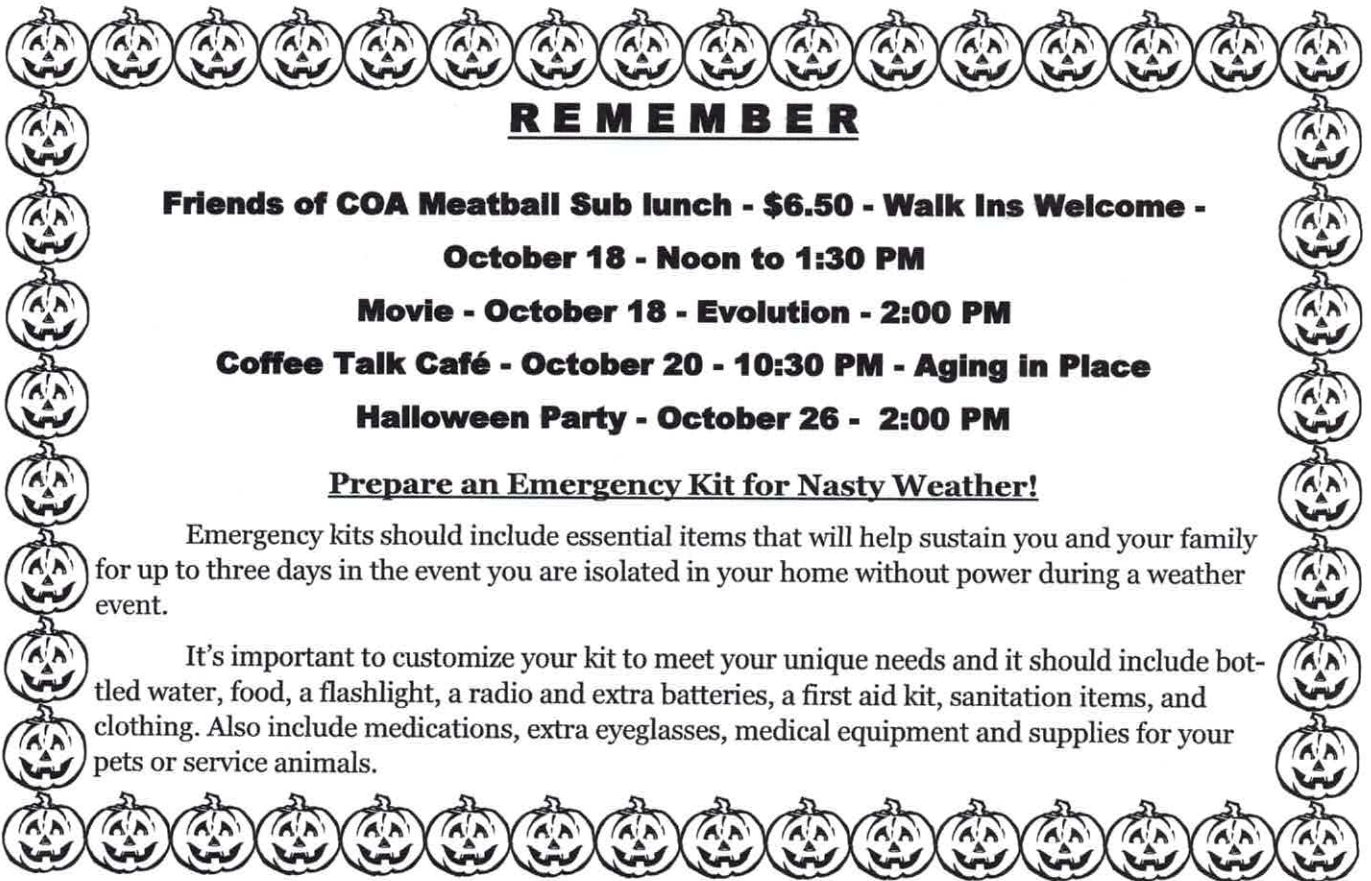 REMEMBER
Friends of COA Meatball Sub lunch - $6.50 - Walk Ins Welcome -
October 18 - Noon to 1:30 PM
Movie - October 18 - Evolution - 2:00 PM
Coffee Talk Café - October 20 - 10:30 PM - Aging in Place
Halloween Party - October 26 - 2:00 PM
Prepare an Emergency Kit for Nasty Weather!
Emergency kits should include essential items that will help sustain you and your family
for up to three days in the event you are isolated in your home without power during a weather
event.
It's important to customize your kit to meet your unique needs and it should include bot-
tled water, food, a flashlight, a radio and extra batteries, a first aid kit, sanitation items, and
clothing. Also include medications, extra eyeglasses, medical equipment and supplies for your
pets or service animals.